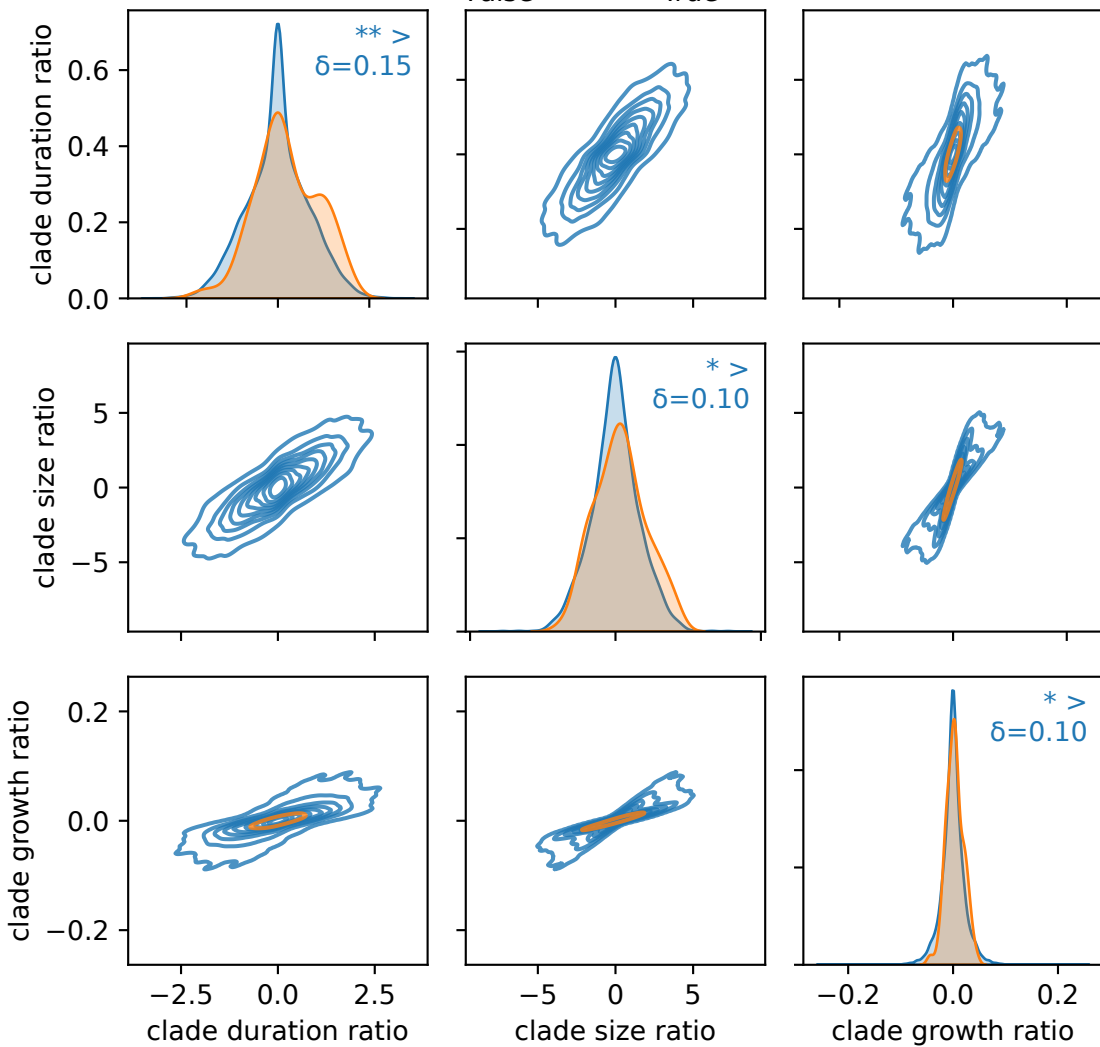 clade duration ratio
0.6
0.4
0.2
0.0
** >
δ=0.15
clade size ratio
5
0
−5
* >
δ=0.10
clade growth ratio
0.2
0.0
−0.2
* >
δ=0.10
−2.5 0.0 2.5
−5 0 5
−0.2 0.0 0.2
clade duration ratio
clade size ratio
clade growth ratio